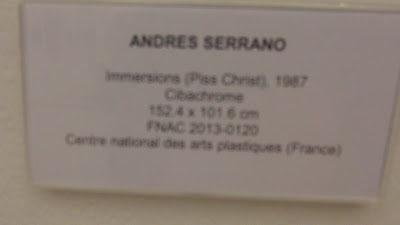 ANDRES SERRANO
Immersions (Piss Christ), 1987
Cibachrome
152.4 x 101.6 cm
FNAC 2013-0120
Centre national des arts plastiques (France)